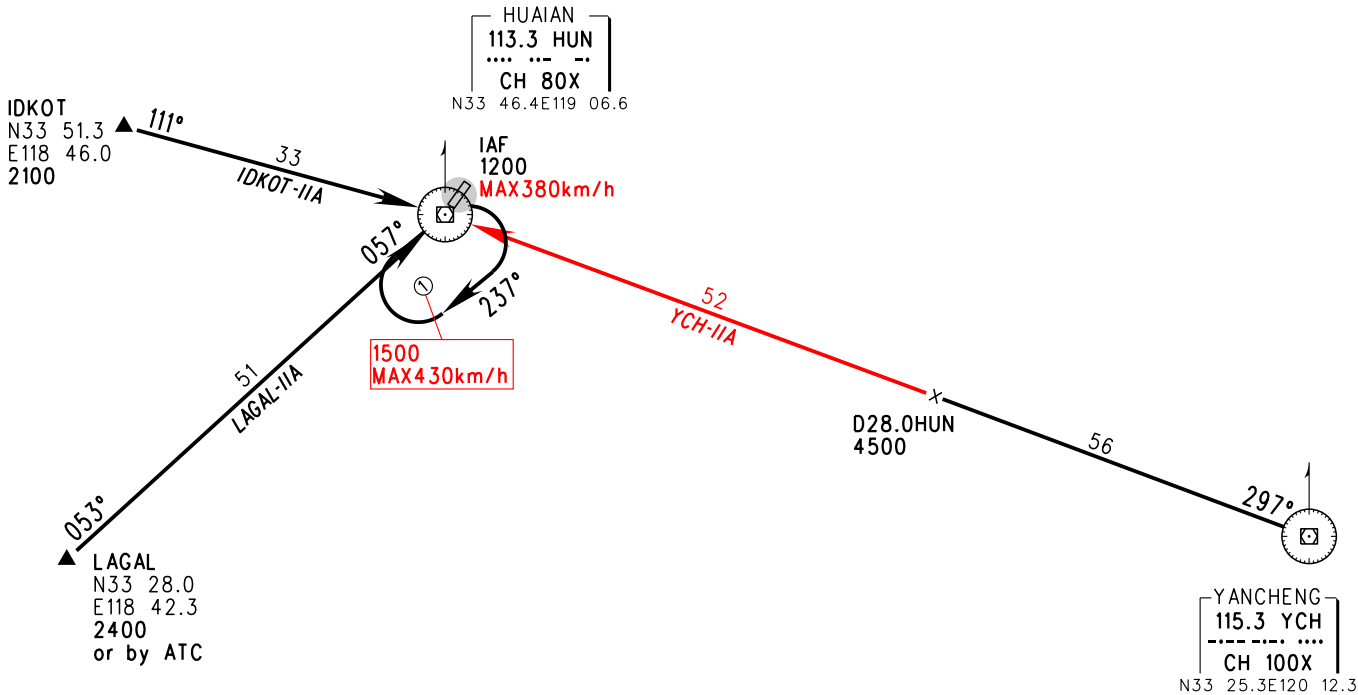 HUAIAN
113.3 HUN
CH 80X
N33 46.4E119 06.6
IDKOT
N33 51.3
E118 46.0
2100
111°
33
IDKOT-11A
IAF
1200
MAX380km/h
057°
237°
1
1500
MAX430km/h
52
YCH-11A
51
LAGAL-11A
D28.0HUN
4500
56
297°
053°
LAGAL
N33 28.0
E118 42.3
2400
or by ATC
YANCHENG
115.3 YCH
CH 100X
N33 25.3E120 12.3